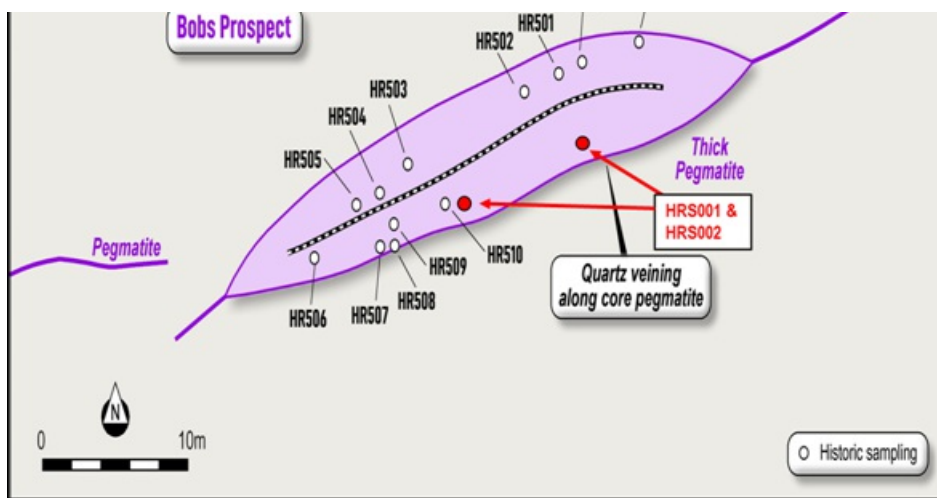 Bobs Prospect
HR501
HR502
HR503
HR504
HR505
Thick
Pegmatite
HRS001 &
HRS002
Pegmatite
HR510
HR509
HR508
HR507
HR506
Quartz veining
along core pegmatite
N
0 10m
Historic sampling